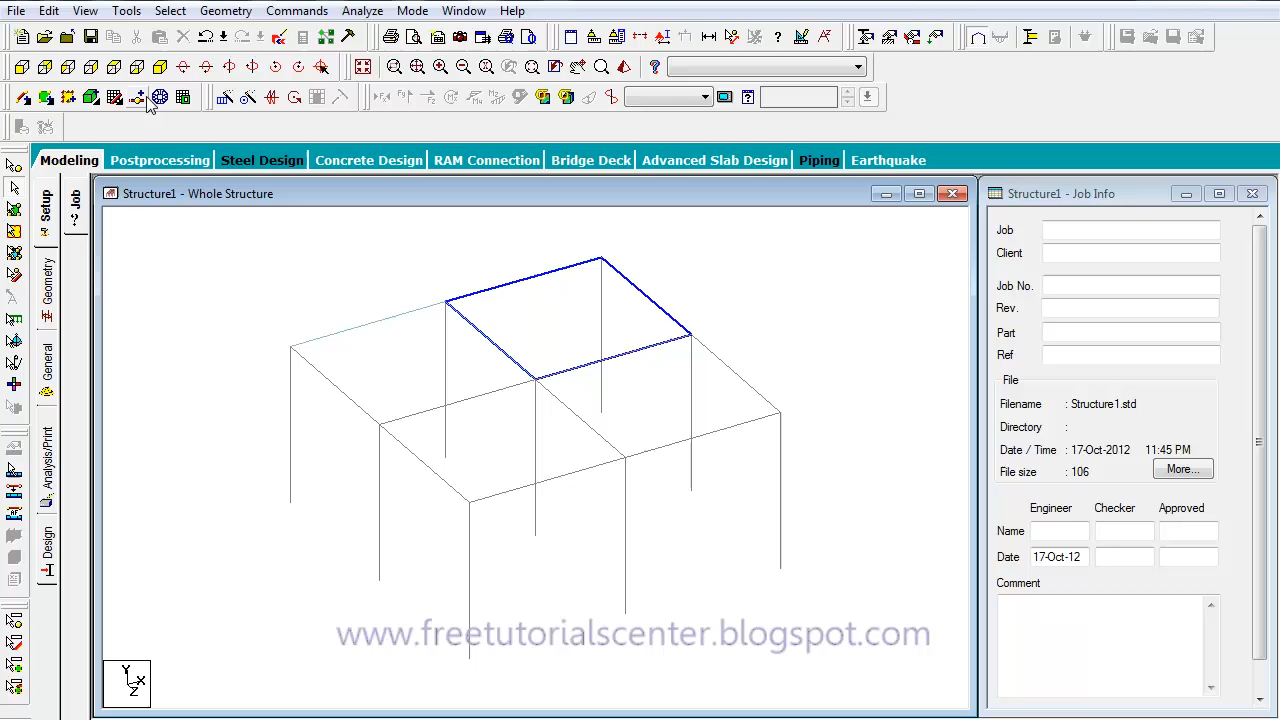 File Edit View Tools Select Geometry Commands Analyze Mode Window Help
Modeling Postprocessing Steel Design Concrete Design RAM Connection Bridge Deck Advanced Slab Design Piping Earthquake
Setup
Job
Geometry
General
Analysis/Print
Design
Structure1 - Whole Structure
Y
X
Z
www.freetutorialscenter.blogspot.com
Structure1 - Job Info
Job
Client
Job No.
Rev.
Part
Ref
File
Filename : Structure1.std
Directory :
Date / Time : 17-Oct-2012 11:45 PM
File size : 106 More...
Engineer Checker Approved
Name
Date 17-Oct-12
Comment